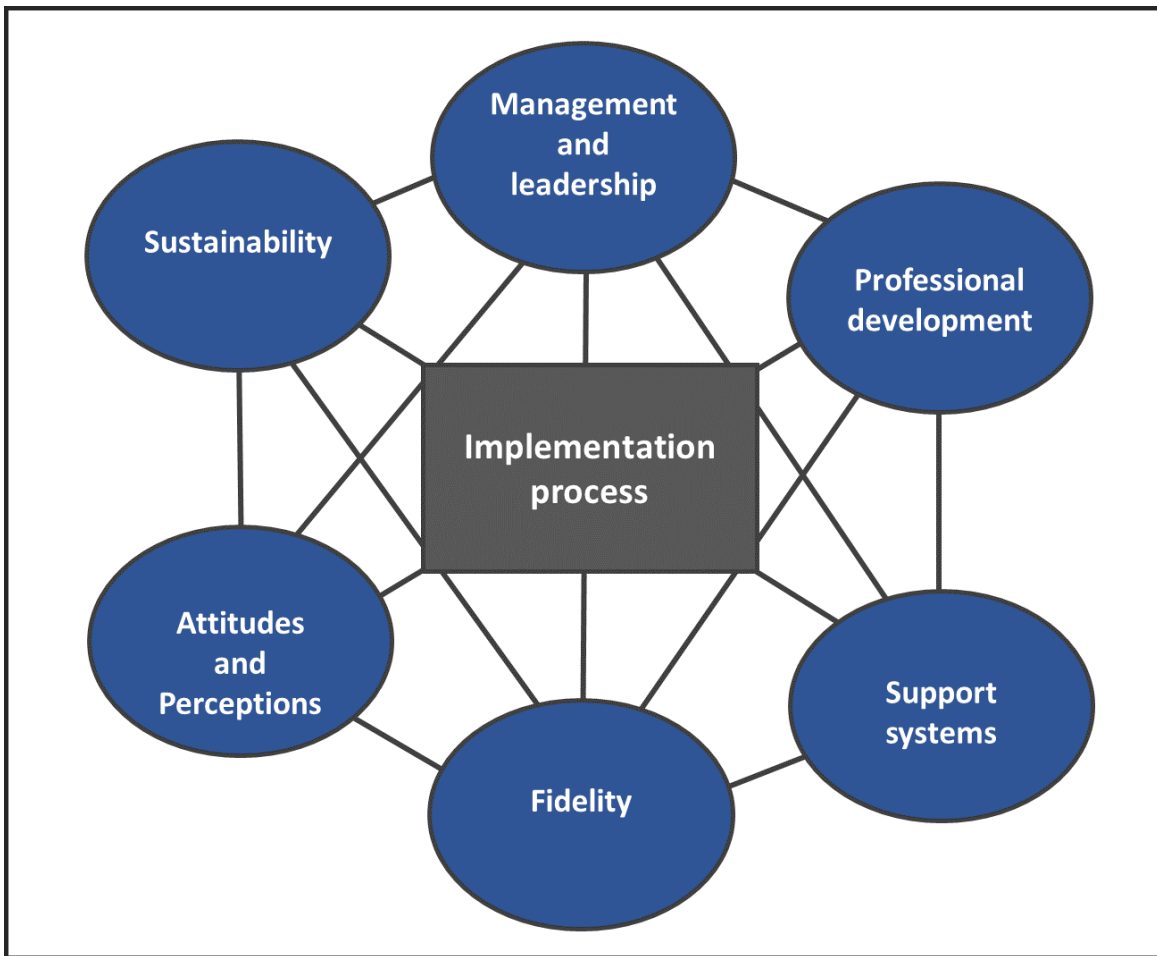 Management
and
leadership
Sustainability
Professional
development
Implementation
process
Attitudes
and
Perceptions
Support
systems
Fidelity